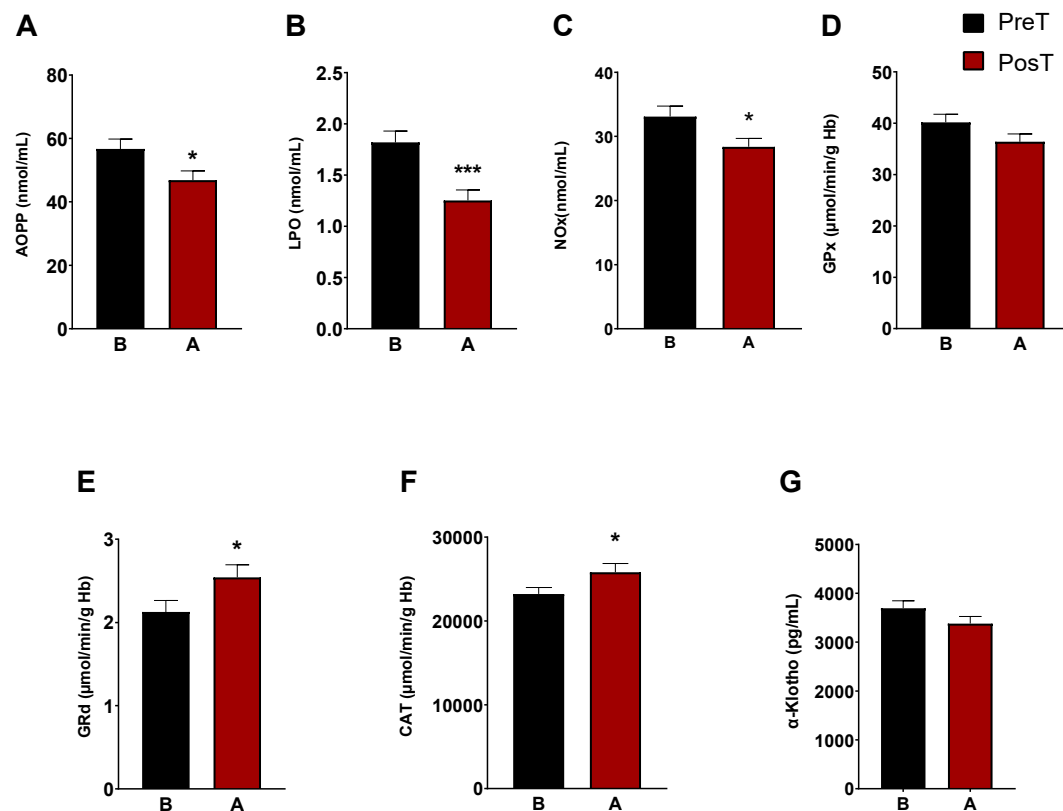 A
B
C
D
PreT
PosT
AOPP (nmol/mL)
80
60
40
20
0
*
B A
LPO (nmol/mL)
2.5
2.0
1.5
1.0
0.5
0.0
***
B A
NOx(nmol/mL)
40
30
20
10
0
*
B A
GPx (µmol/min/g Hb)
50
40
30
20
10
0
B A
E
F
G
GRd (µmol/min/g Hb)
3
2
1
0
*
B A
CAT (µmol/min/g Hb)
30000
20000
10000
0
*
B A
α-Klotho (pg/mL)
5000
4000
3000
2000
1000
0
B A